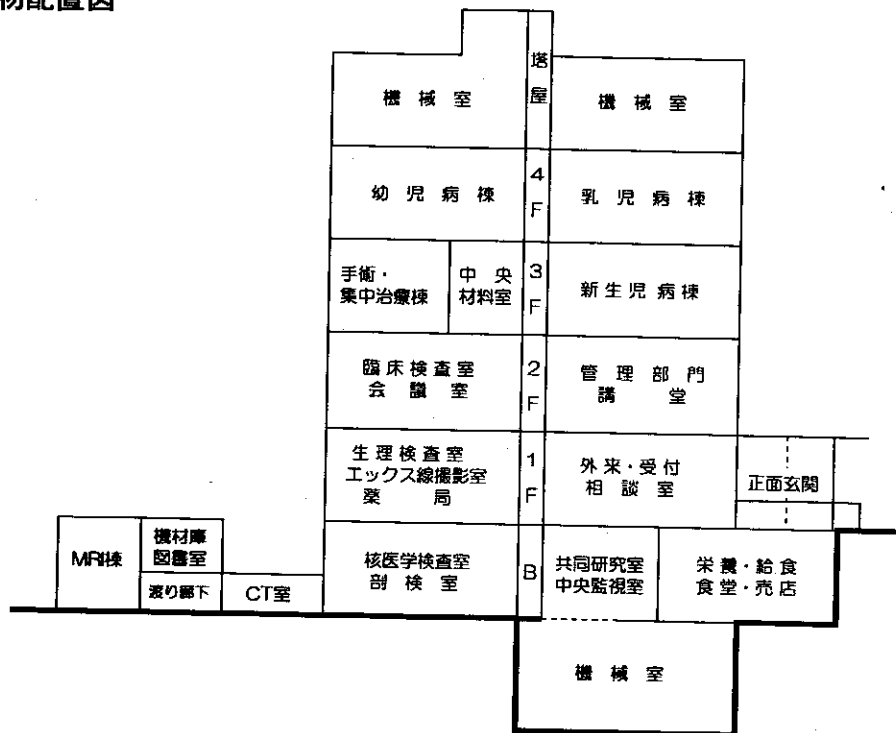 物配置図
塔屋
機械室
機械室
4F
幼児病棟
乳児病棟
3F
手術・
集中治療棟
中央
材料室
新生児病棟
2F
臨床検査室
会議室
管理部門
講堂
1F
生理検査室
エックス線撮影室
薬局
外来・受付
相談室
正面玄関
B
MRI棟
機材庫
図書室
渡り廊下
CT室
核医学検査室
剖検室
共同研究室
中央監視室
栄養・給食
食堂・売店
機械室